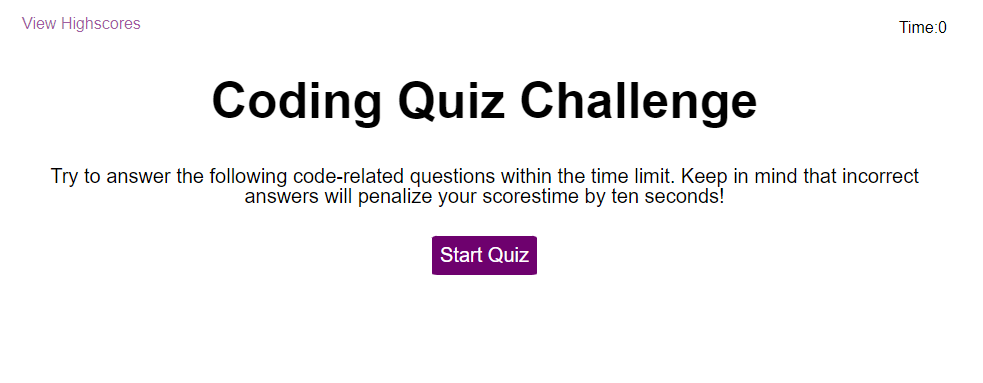 View Highscores
Time:0
Coding Quiz Challenge
Try to answer the following code-related questions within the time limit. Keep in mind that incorrect
answers will penalize your scorestime by ten seconds!
Start Quiz